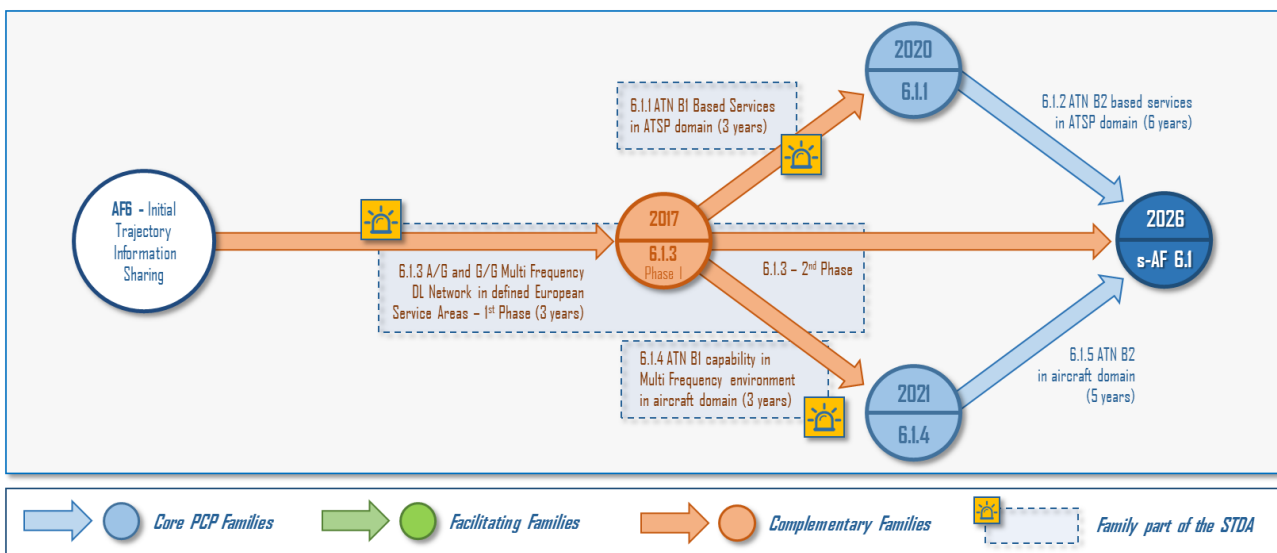 AF6 - Initial
Trajectory
Information
Sharing
6.1.3 A/G and G/G Multi Frequency
DL Network in defined European
Service Areas – 1st Phase (3 years)
2017
6.1.3
Phase I
6.1.1 ATN B1 Based Services
in ATSP domain (3 years)
2020
6.1.1
6.1.2 ATN B2 based services
in ATSP domain (6 years)
6.1.3 – 2nd Phase
2026
s-AF 6.1
6.1.4 ATN B1 capability in
Multi Frequency environment
in aircraft domain (3 years)
2021
6.1.4
6.1.5 ATN B2
in aircraft domain
(5 years)
Core PCP Families
Facilitating Families
Complementary Families
Family part of the STDA